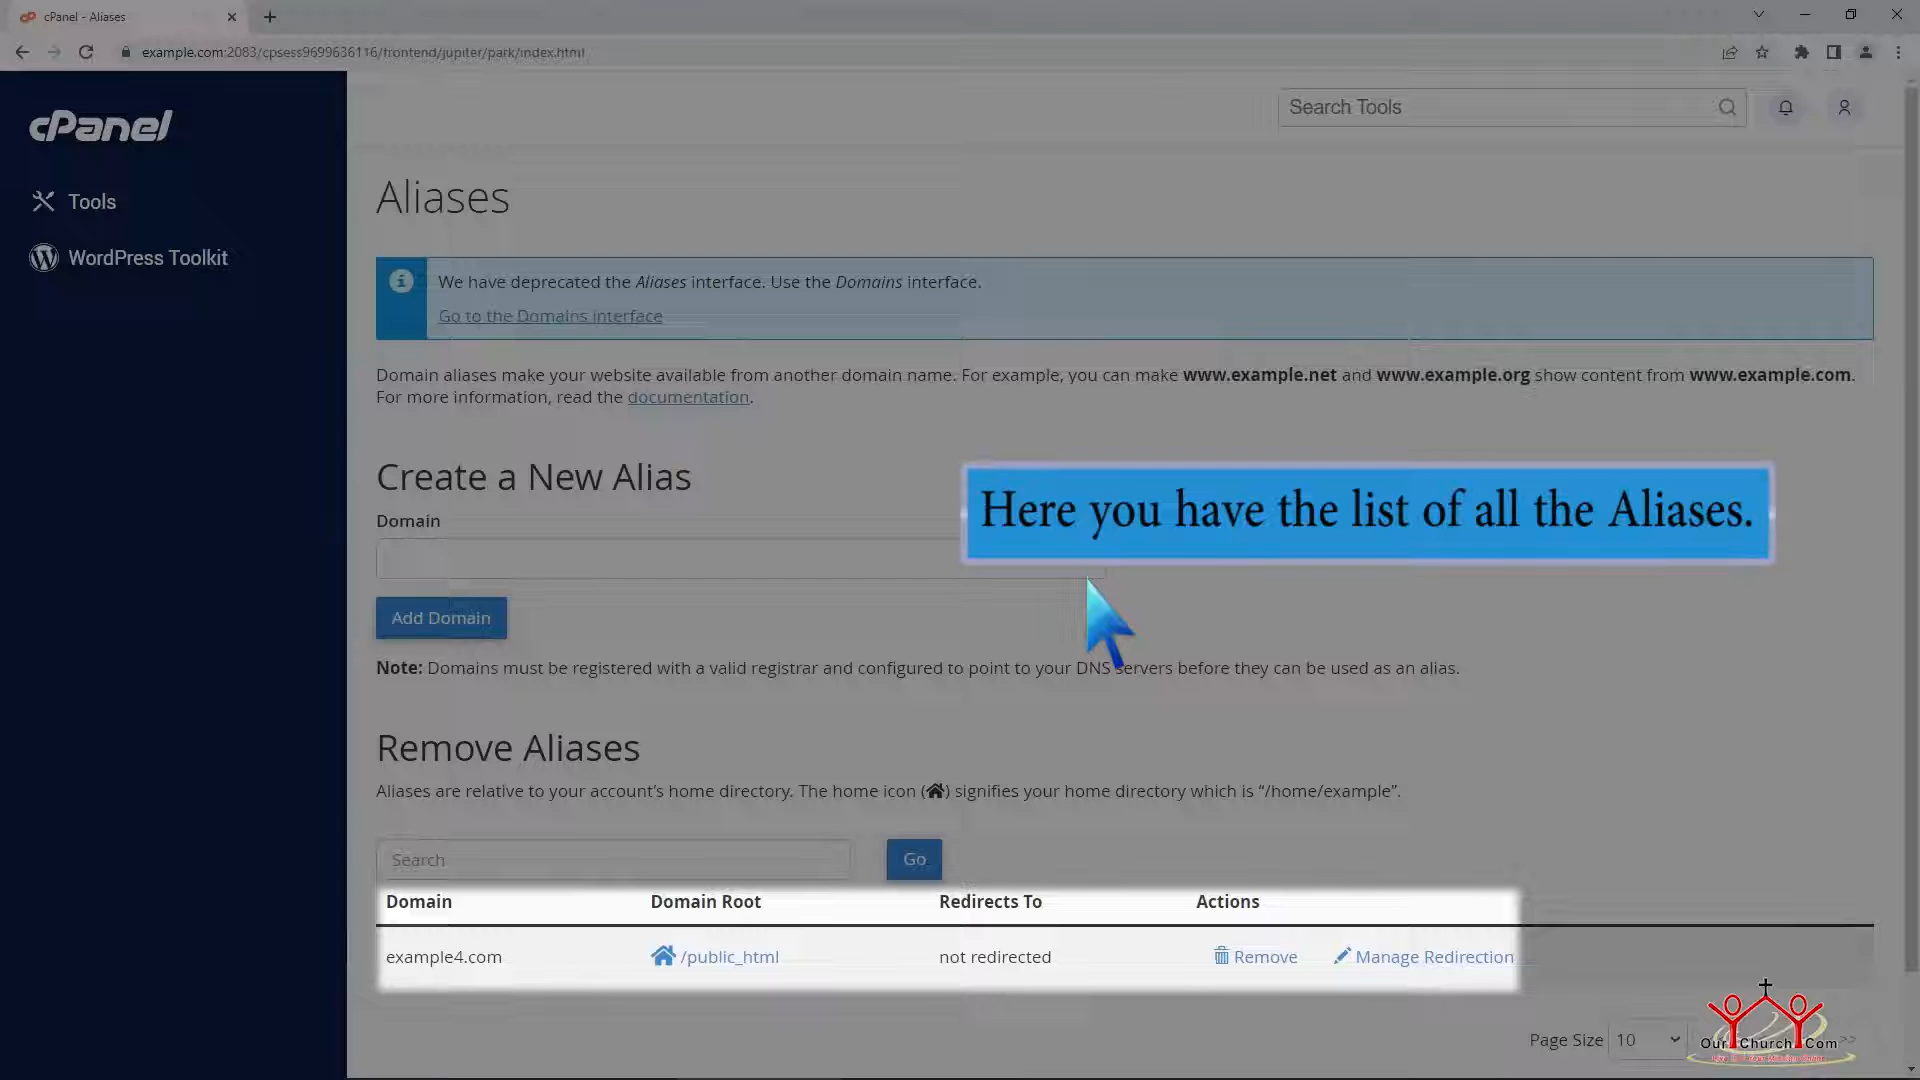 cPanel - Aliases
example.com:2083/cpsess9699636116/frontend/jupiter/park/index.html
cPanel
Search Tools
Tools
WordPress Toolkit
Aliases
We have deprecated the Aliases interface. Use the Domains interface.
Go to the Domains interface
Domain aliases make your website available from another domain name. For example, you can make www.example.net and www.example.org show content from www.example.com.
For more information, read the documentation.
Create a New Alias
Here you have the list of all the Aliases.
Domain
Add Domain
Note: Domains must be registered with a valid registrar and configured to point to your DNS servers before they can be used as an alias.
Remove Aliases
Aliases are relative to your account's home directory. The home icon () signifies your home directory which is “/home/example”.
Search
Go
Domain Domain Root Redirects To Actions
example4.com /public_html not redirected Remove Manage Redirection
Page Size 10 >>
Our Church Com